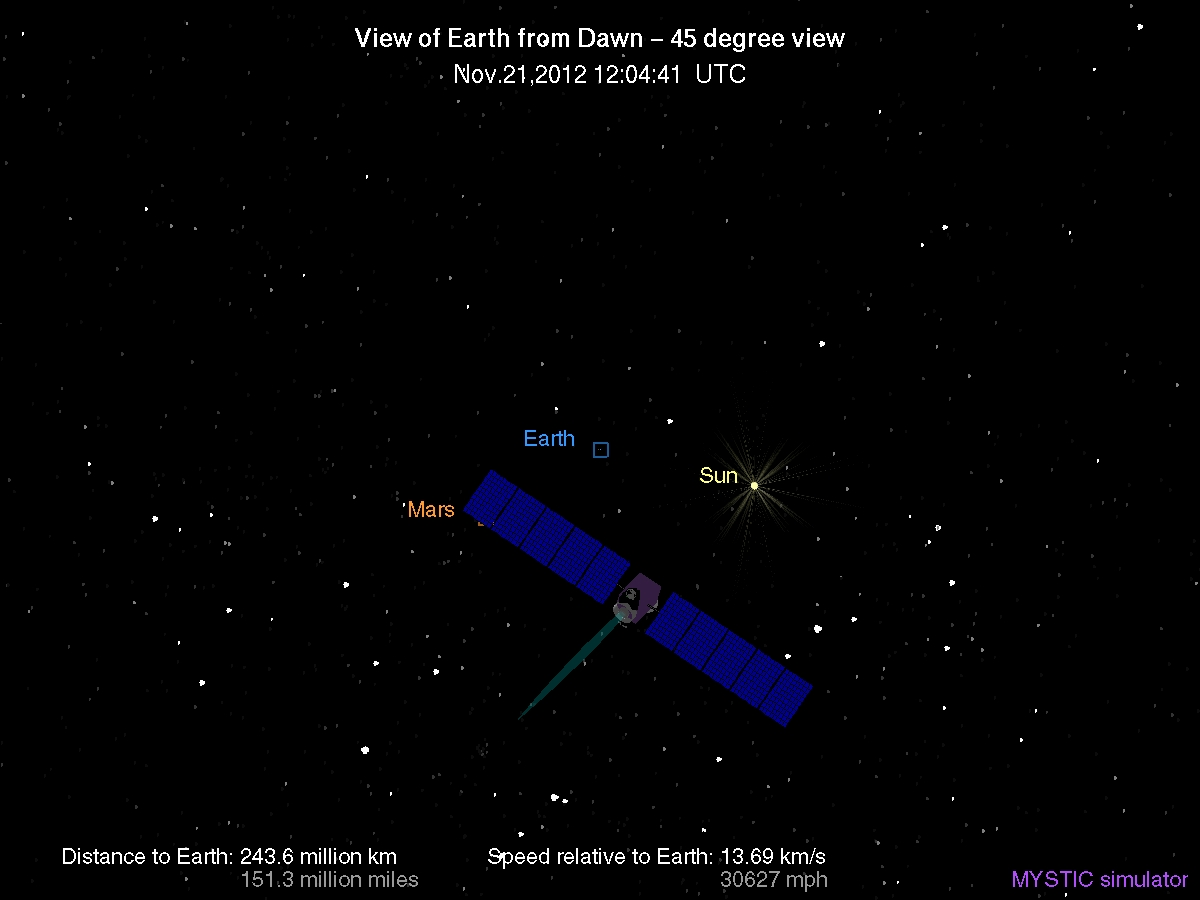 View of Earth from Dawn – 45 degree view
Nov.21,2012 12:04:41 UTC
Earth
Sun
Mars
Distance to Earth: 243.6 million km
151.3 million miles
Speed relative to Earth: 13.69 km/s
30627 mph
MYSTIC simulator